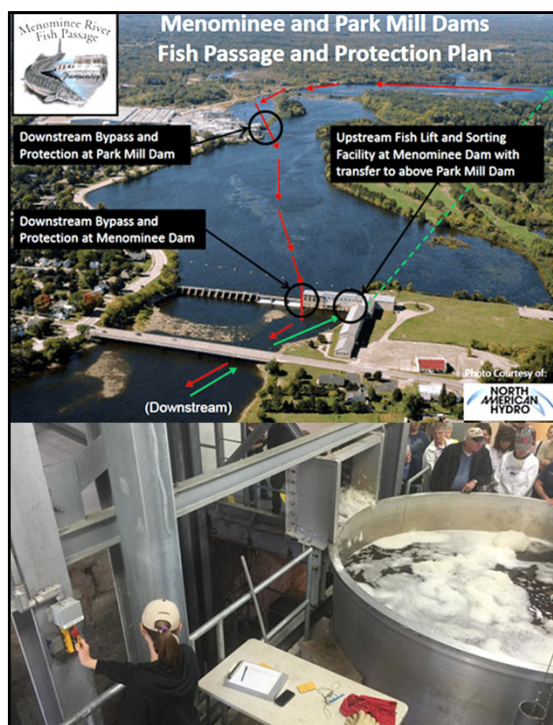 Menominee River
Fish Passage
Partnership
Menominee and Park Mill Dams
Fish Passage and Protection Plan
Downstream Bypass and
Protection at Park Mill Dam
Upstream Fish Lift and Sorting
Facility at Menominee Dam with
transfer to above Park Mill Dam
Downstream Bypass and
Protection at Menominee Dam
(Downstream)
Photo Courtesy of:
NORTH
AMERICAN
HYDRO